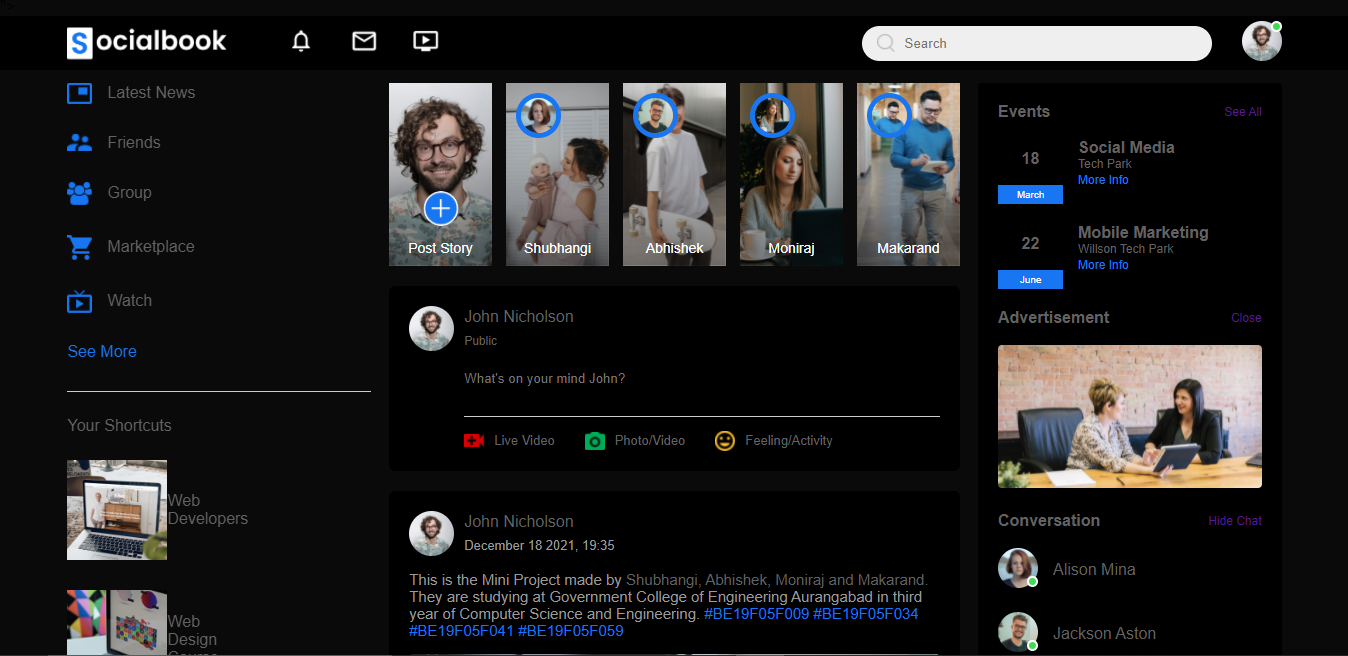 Socialbook
Search
Latest News
Friends
Group
Marketplace
Watch
See More
Your Shortcuts
Web
Developers
Web
Design
Post Story
Shubhangi
Abhishek
Moniraj
Makarand
John Nicholson
Public
What's on your mind John?
Live Video
Photo/Video
Feeling/Activity
John Nicholson
December 18 2021, 19:35
This is the Mini Project made by Shubhangi, Abhishek, Moniraj and Makarand.
They are studying at Government College of Engineering Aurangabad in third
year of Computer Science and Engineering. #BE19F05F009 #BE19F05F034
#BE19F05F041 #BE19F05F059
Events
See All
18
March
Social Media
Tech Park
More Info
22
June
Mobile Marketing
Willson Tech Park
More Info
Advertisement
Close
Conversation
Hide Chat
Alison Mina
Jackson Aston